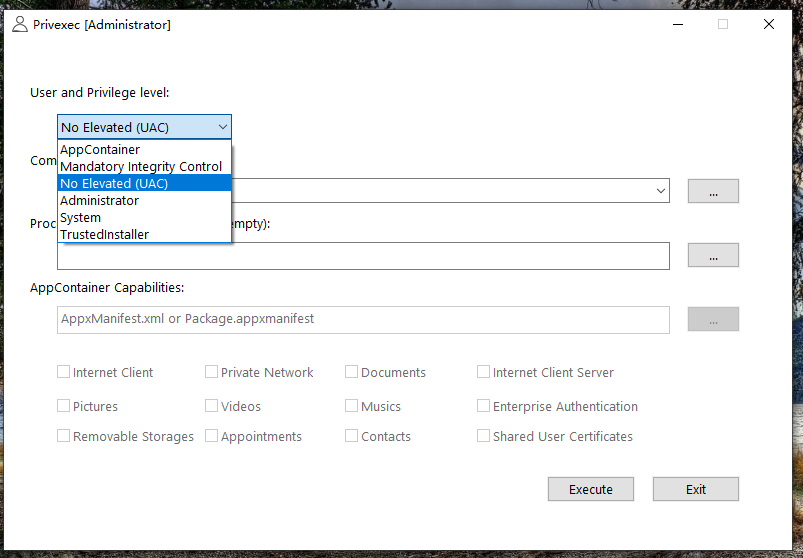 Privexec [Administrator]
User and Privilege level:
No Elevated (UAC)
AppContainer
Com
Mandatory Integrity Control
No Elevated (UAC)
Administrator
...
System
Proc
empty):
TrustedInstaller
...
AppContainer Capabilities:
AppxManifest.xml or Package.appxmanifest
...
Internet Client Private Network Documents Internet Client Server
Pictures Videos Musics Enterprise Authentication
Removable Storages Appointments Contacts Shared User Certificates
Execute Exit